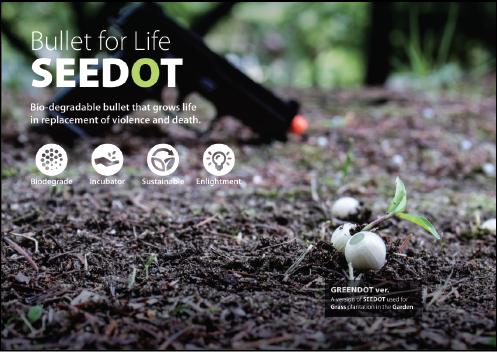 Bullet for Life
SEEDOT
Bio-degradable bullet that grows life
in replacement of violence and death.
Biodegrade Incubator Sustainable Enlightment
GREENDOT ver.
A version of SEEDOT used for
Grass plantation in the Garden